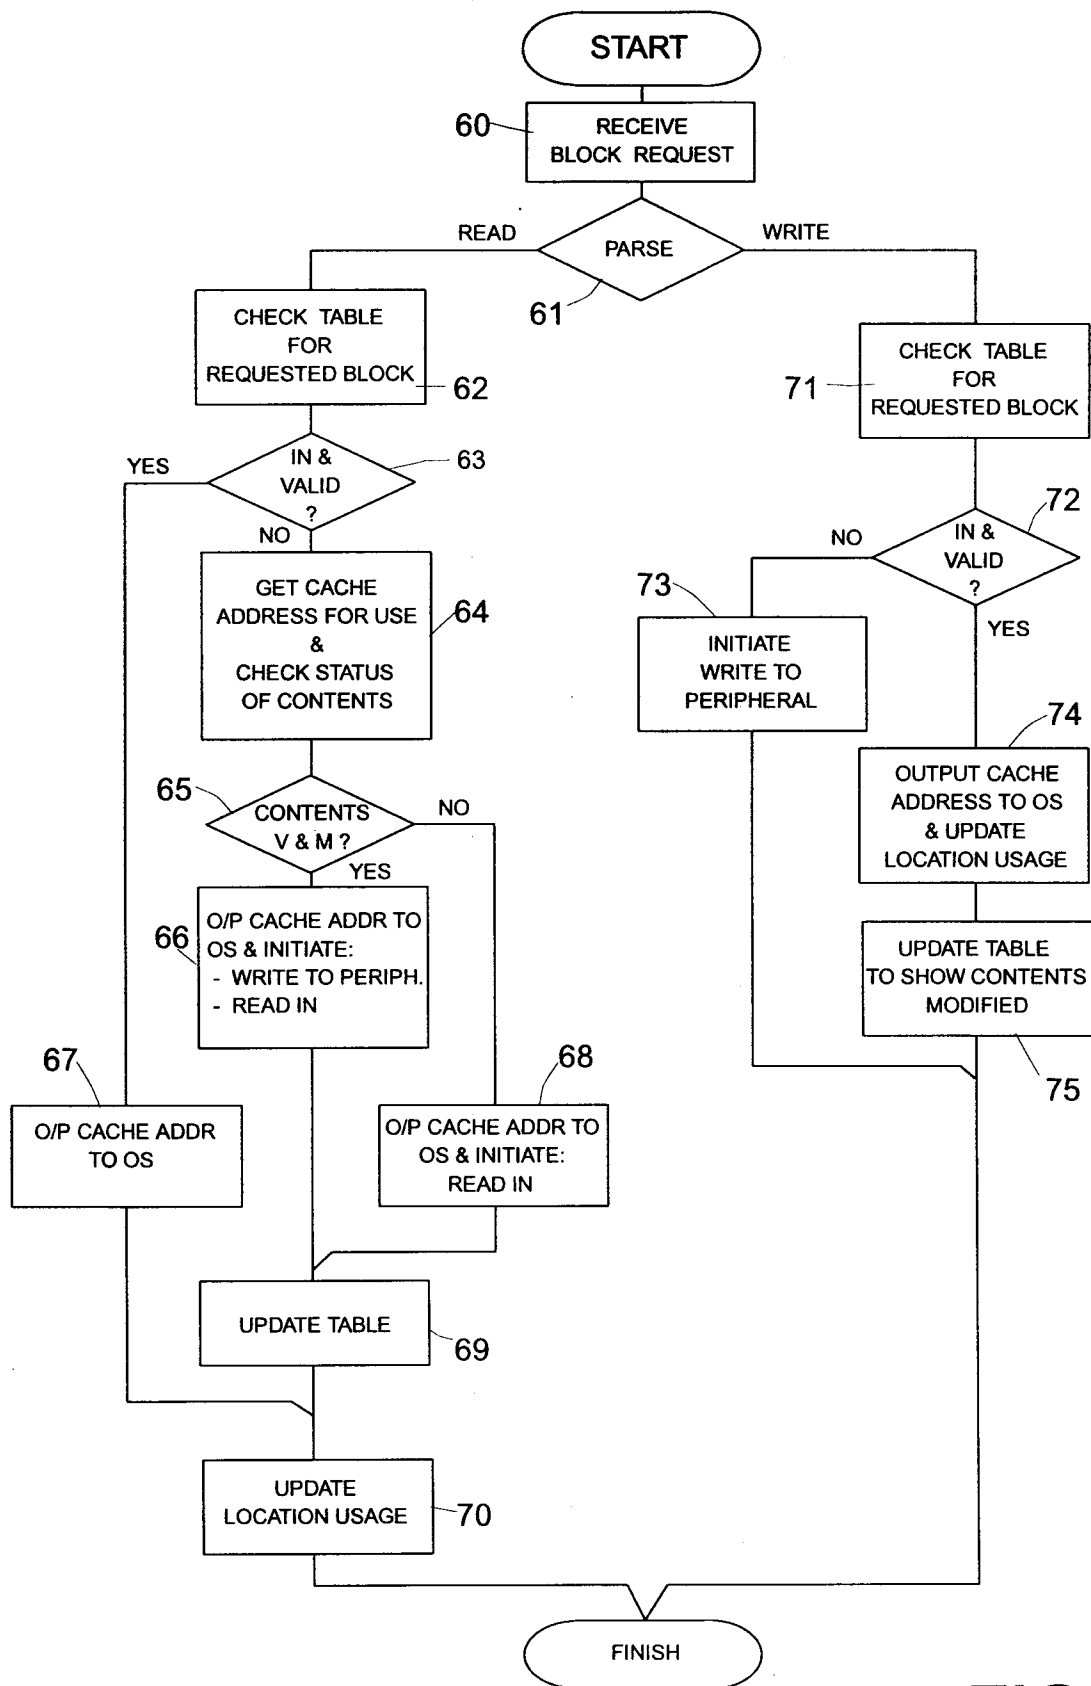 START
60
RECEIVE
BLOCK REQUEST
READ
PARSE
WRITE
61
CHECK TABLE
FOR
REQUESTED BLOCK
62
CHECK TABLE
FOR
REQUESTED BLOCK
71
YES
IN &
VALID
?
63
NO
72
IN &
VALID
?
NO
YES
GET CACHE
ADDRESS FOR USE
&
CHECK STATUS
OF CONTENTS
64
73
INITIATE
WRITE TO
PERIPHERAL
74
OUTPUT CACHE
ADDRESS TO OS
& UPDATE
LOCATION USAGE
65
CONTENTS
V & M ?
NO
YES
66
O/P CACHE ADDR TO
OS & INITIATE:
- WRITE TO PERIPH.
- READ IN
UPDATE TABLE
TO SHOW CONTENTS
MODIFIED
75
67
O/P CACHE ADDR
TO OS
68
O/P CACHE ADDR TO
OS & INITIATE:
READ IN
UPDATE TABLE
69
UPDATE
LOCATION USAGE
70
FINISH